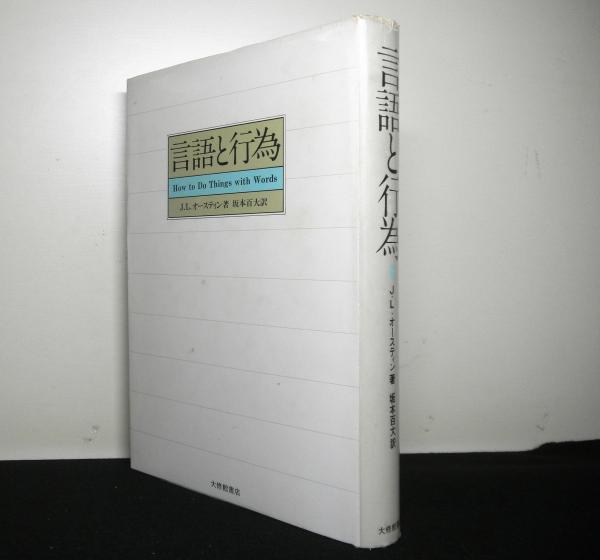 言語と行為
How to Do Things with Words
J.L.オースティン著 坂本百大訳
大修館書店
言語と行為
J・L・オースティン著 坂本百大訳
大修館書店